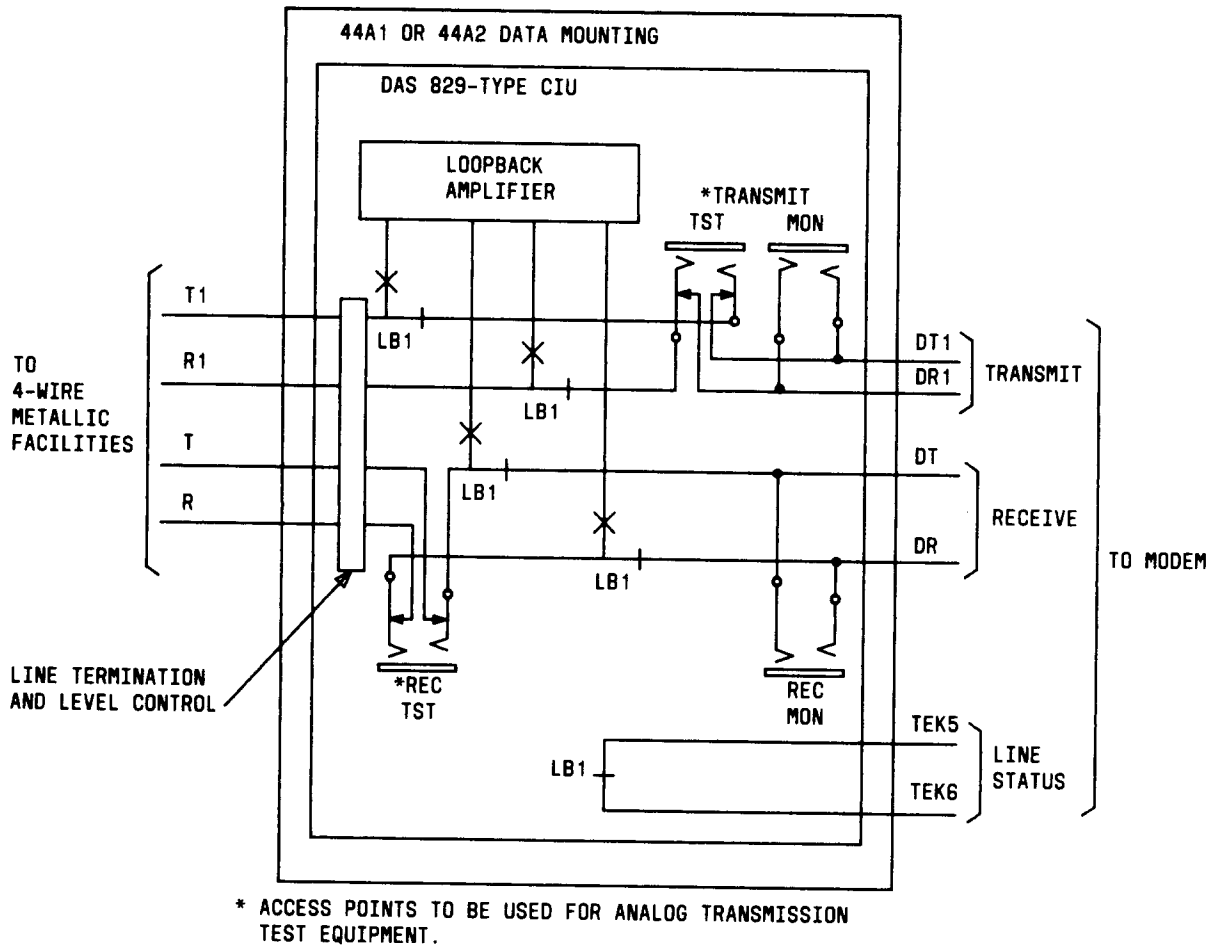 44A1 OR 44A2 DATA MOUNTING
DAS 829-TYPE CIU
LOOPBACK
AMPLIFIER
*TRANSMIT
TST
MON
T1
LB1
R1
LB1
TO
4-WIRE
METALLIC
FACILITIES
T
LB1
R
LB1
DT1
DR1
TRANSMIT
DT
RECEIVE
DR
TO MODEM
LINE TERMINATION
AND LEVEL CONTROL
*REC
TST
REC
MON
TEK5
LB1
LINE
STATUS
TEK6
* ACCESS POINTS TO BE USED FOR ANALOG TRANSMISSION
TEST EQUIPMENT.